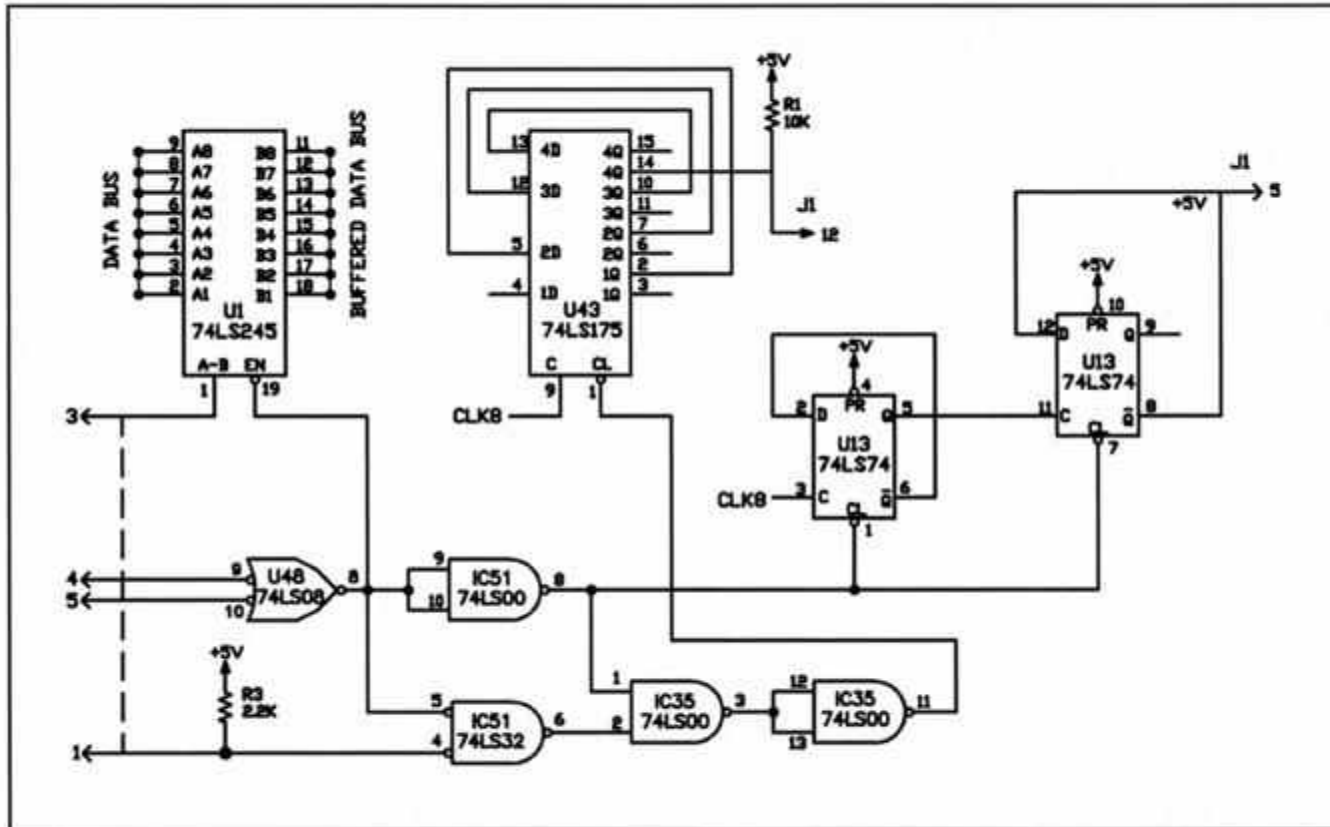 DATA BUS
9 A8 B8 11
8 A7 B7 12
7 A6 B6 13
6 A5 B5 14
5 A4 B4 15
4 A3 B3 16
3 A2 B2 17
2 A1 B1 18
U1
74LS245
A-B EN
1 19
BUFFERED DATA BUS
13 4D 4Q 15
4Q 14
12 3D 3Q 10
3Q 11
2Q 7
5 2D 2Q 6
1Q 2
4 1D 1Q 3
U43
74LS175
C CL
9 1
CLK8
+5V
R1
10K
J1
12
J1
+5V
5
+5V
10
12 D PR Q 9
U13
74LS74
11 C Q 8
CL
7
+5V
4
2 D PR Q 5
U13
74LS74
CLK8 3 C Q 6
CL
1
3
4
5
9
10
U48
74LS08
8
9
10
IC51
74LS00
8
+5V
R3
2.2K
1
5
4
IC51
74LS32
6
1
2
IC35
74LS00
3
12
13
IC35
74LS00
11